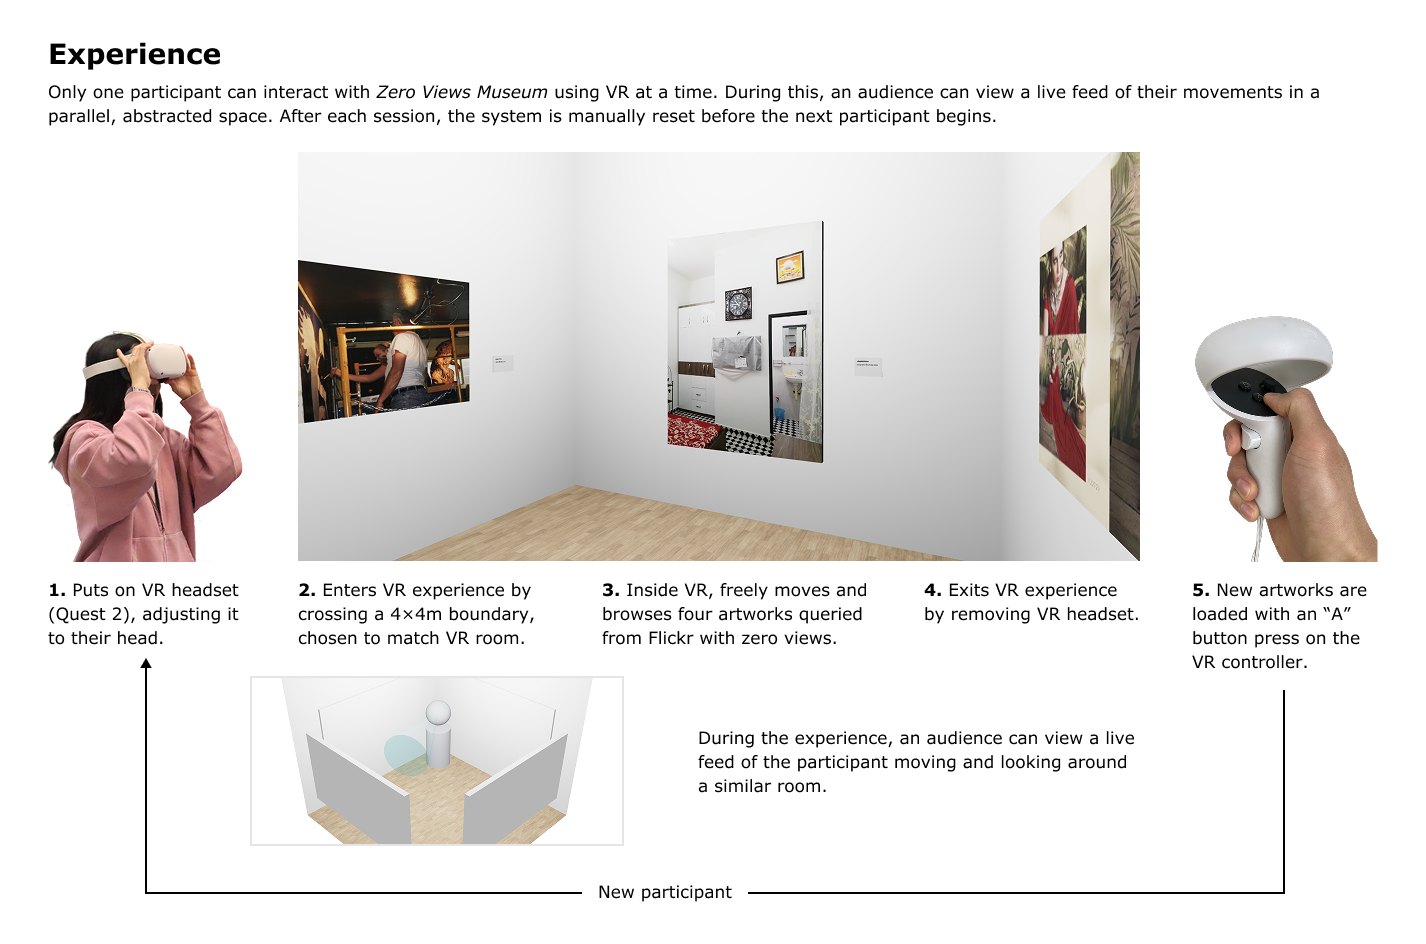 Experience
Only one participant can interact with Zero Views Museum using VR at a time. During this, an audience can view a live feed of their movements in a
parallel, abstracted space. After each session, the system is manually reset before the next participant begins.
1. Puts on VR headset
(Quest 2), adjusting it
to their head.
2. Enters VR experience by
crossing a 4×4m boundary,
chosen to match VR room.
3. Inside VR, freely moves and
browses four artworks queried
from Flickr with zero views.
4. Exits VR experience
by removing VR headset.
5. New artworks are
loaded with an “A”
button press on the
VR controller.
During the experience, an audience can view a live
feed of the participant moving and looking around
a similar room.
New participant